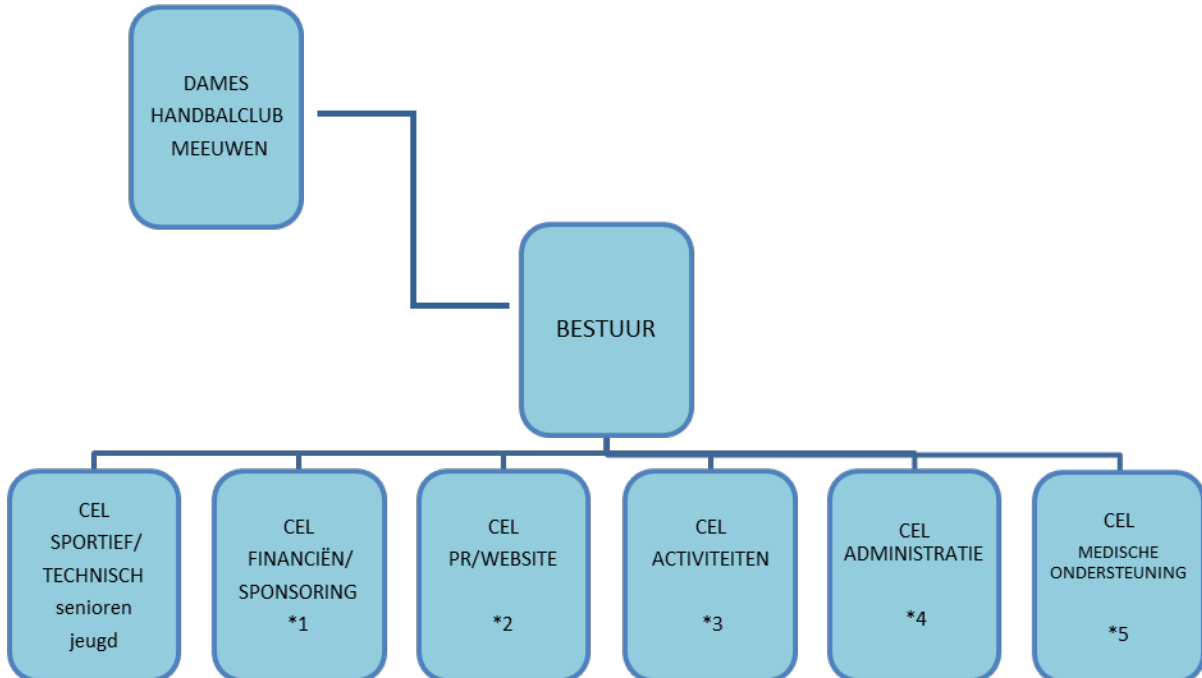 DAMES
HANDBALCLUB
MEEUWEN
BESTUUR
CEL
SPORTIEF/
TECHNISCH
senioren
jeugd
CEL
FINANCIËN/
SPONSORING
*1
CEL
PR/WEBSITE
*2
CEL
ACTIVITEITEN
*3
CEL
ADMINISTRATIE
*4
CEL
MEDISCHE
ONDERSTEUNING
*5